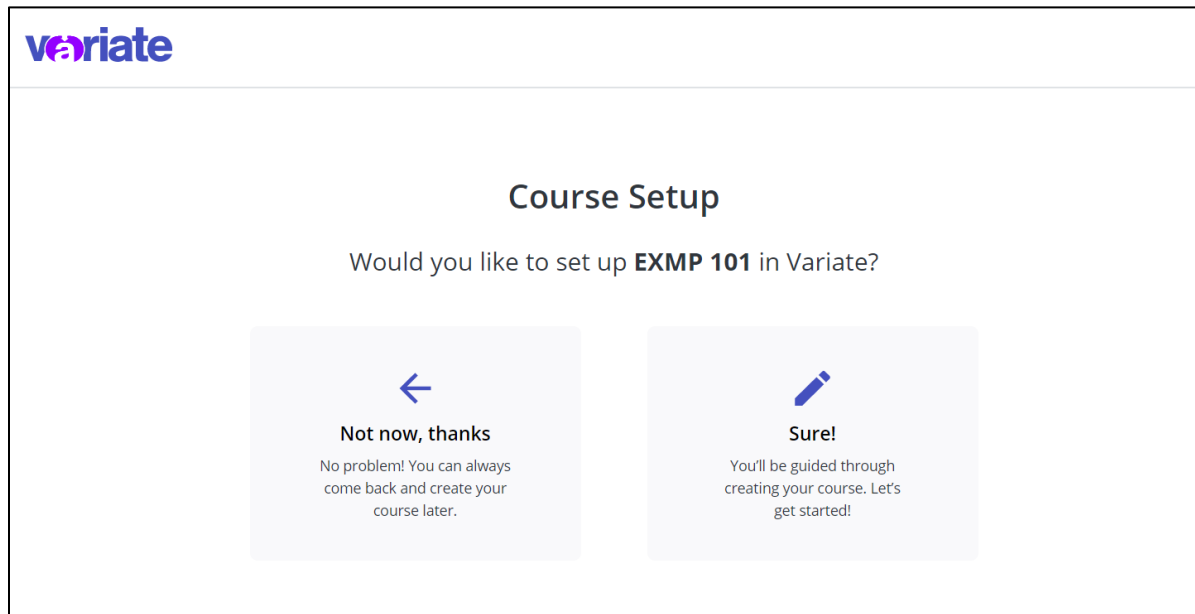 variate
Course Setup
Would you like to set up EXMP 101 in Variate?
Not now, thanks
No problem! You can always
come back and create your
course later.
Sure!
You'll be guided through
creating your course. Let's
get started!